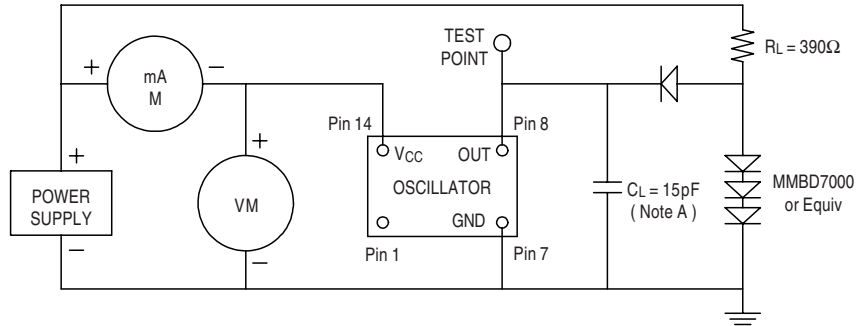 TEST
POINT
RL = 390Ω
+
mA
M
–
Pin 14
Pin 8
+
+
VCC
OUT
OSCILLATOR
CL = 15pF
( Note A )
MMBD7000
or Equiv
POWER
SUPPLY
VM
GND
–
–
Pin 1
Pin 7